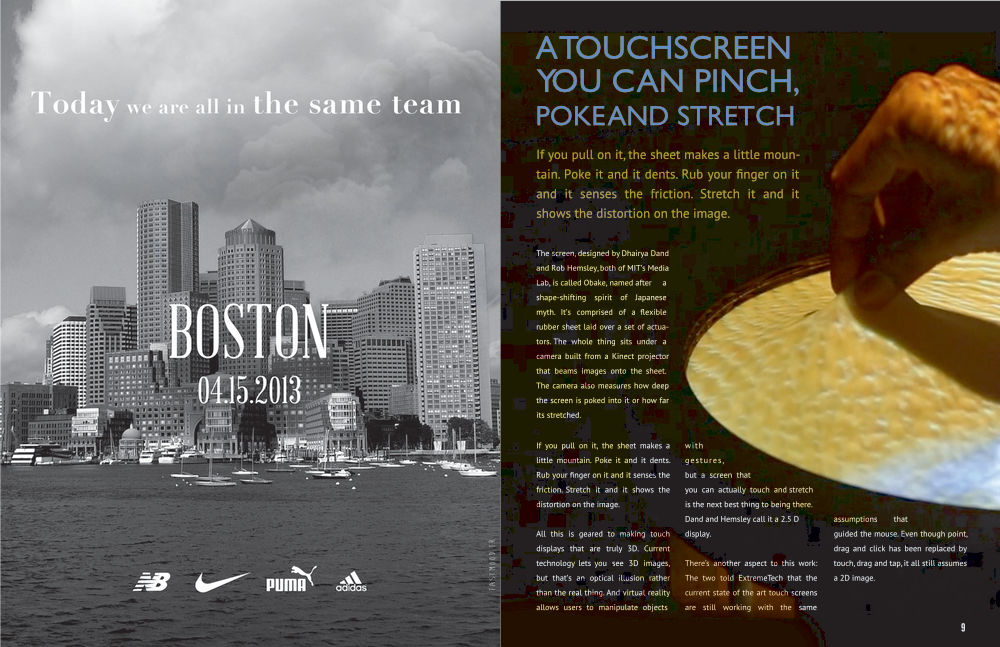 Today we are all in the same team
BOSTON
04.15.2013
NB
PUMA
adidas
FASTMOOVER
A TOUCHSCREEN
YOU CAN PINCH,
POKE AND STRETCH
If you pull on it, the sheet makes a little moun-
tain. Poke it and it dents. Rub your finger on it
and it senses the friction. Stretch it and it
shows the distortion on the image.
The screen, designed by Dhairya Dand
and Rob Hemsley, both of MIT's Media
Lab, is called Obake, named after a
shape-shifting spirit of Japanese
myth. It's comprised of a flexible
rubber sheet laid over a set of actua-
tors. The whole thing sits under a
camera built from a Kinect projector
that beams images onto the sheet.
The camera also measures how deep
the screen is poked into it or how far
its stretched.
If you pull on it, the sheet makes a
little mountain. Poke it and it dents.
Rub your finger on it and it senses the
friction. Stretch it and it shows the
distortion on the image.
All this is geared to making touch
displays that are truly 3D. Current
technology lets you see 3D images,
but that's an optical illusion rather
than the real thing. And virtual reality
allows users to manipulate objects
with
gestures,
but a screen that
you can actually touch and stretch
is the next best thing to being there.
Dand and Hemsley call it a 2.5 D
display.
There's another aspect to this work:
The two told ExtremeTech that the
current state of the art touch screens
are still working with the same
assumptions that
guided the mouse. Even though point,
drag and click has been replaced by
touch, drag and tap, it all still assumes
a 2D image.
9